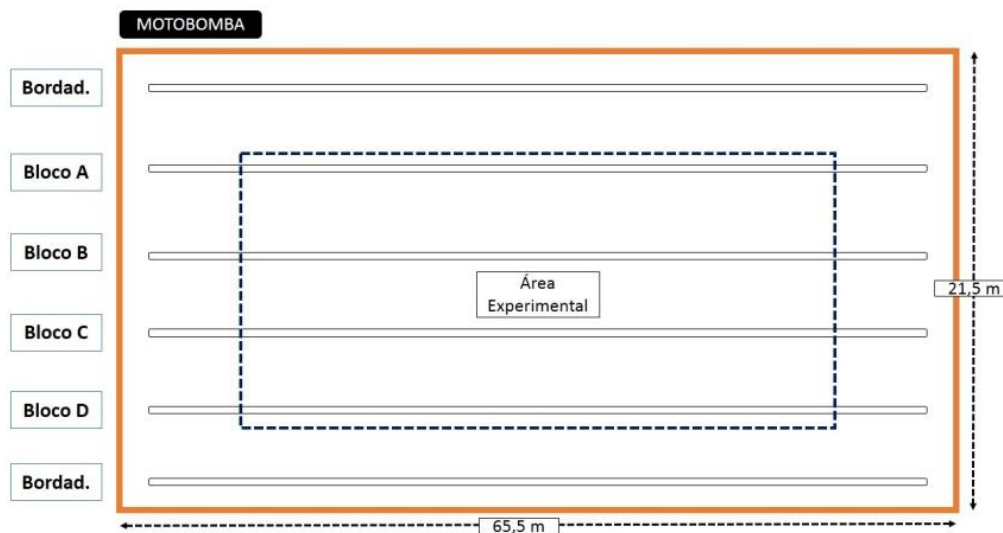 MOTOBOMBA
Bordad.
Bloco A
Bloco B
Área
Experimental
21,5 m
Bloco C
Bloco D
Bordad.
65,5 m